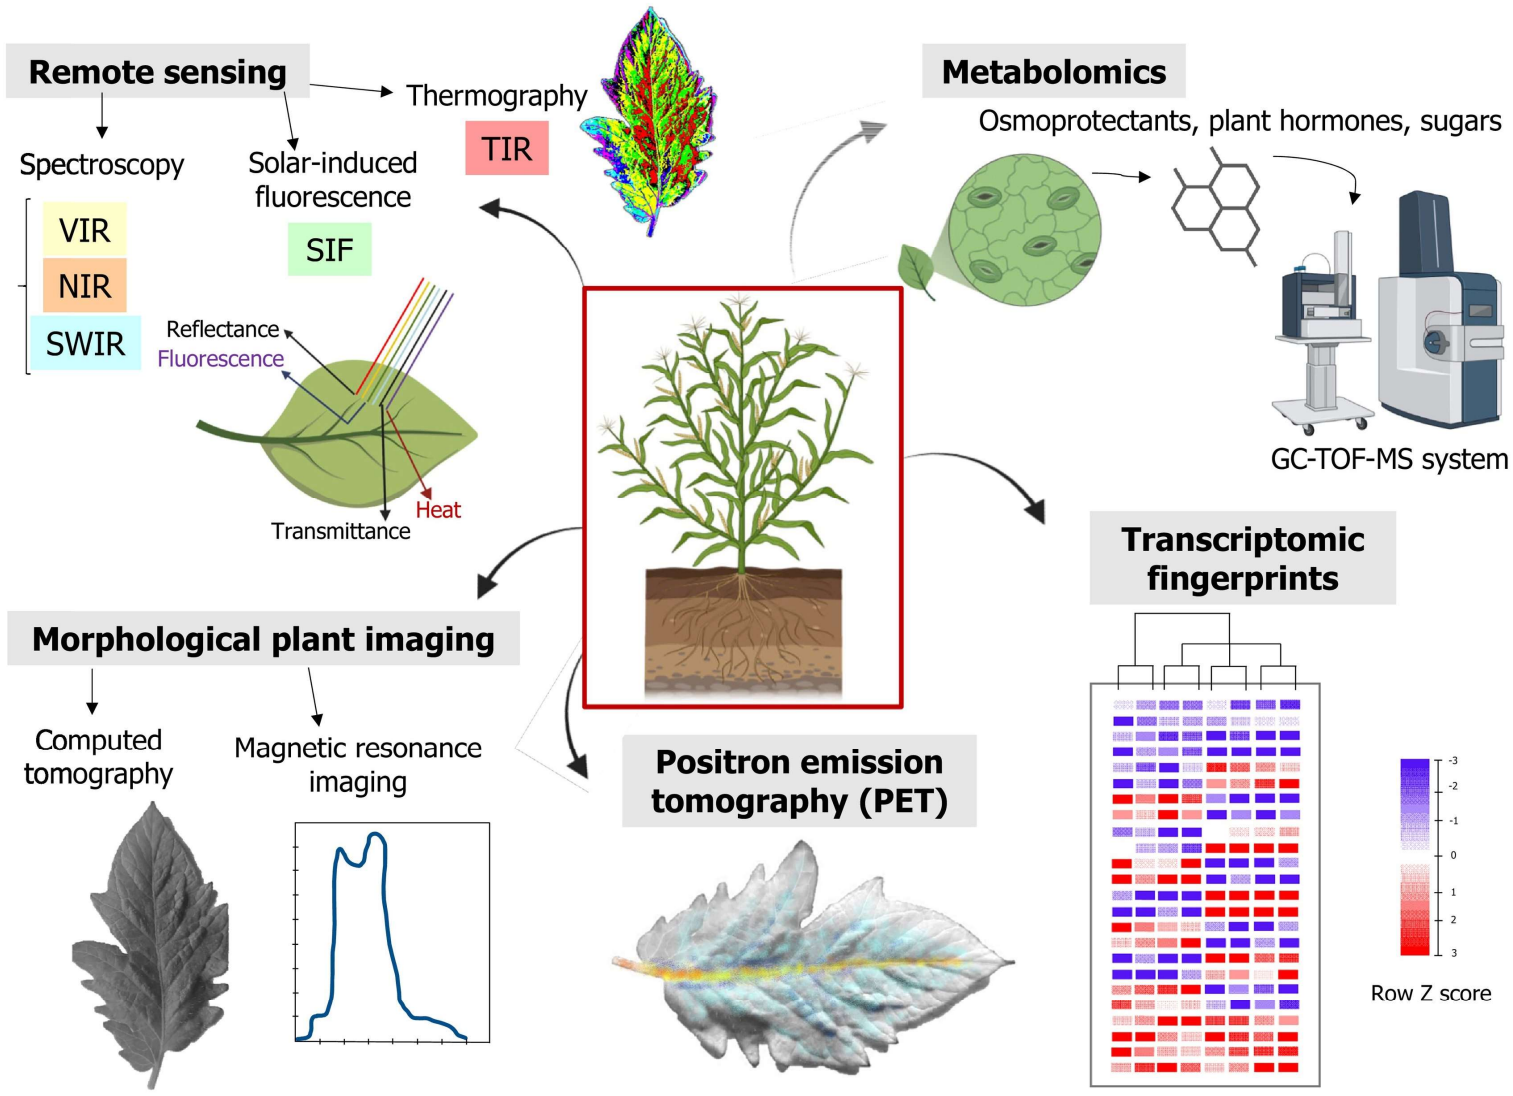 Remote sensing
Thermography
TIR
Spectroscopy
Solar-induced
fluorescence
VIR
NIR
SWIR
SIF
Reflectance
Fluorescence
Heat
Transmittance
Metabolomics
Osmoprotectants, plant hormones, sugars
GC-TOF-MS system
Transcriptomic
fingerprints
-3
-2
-1
0
1
2
3
Row Z score
Morphological plant imaging
Computed
tomography
Magnetic resonance
imaging
Positron emission
tomography (PET)